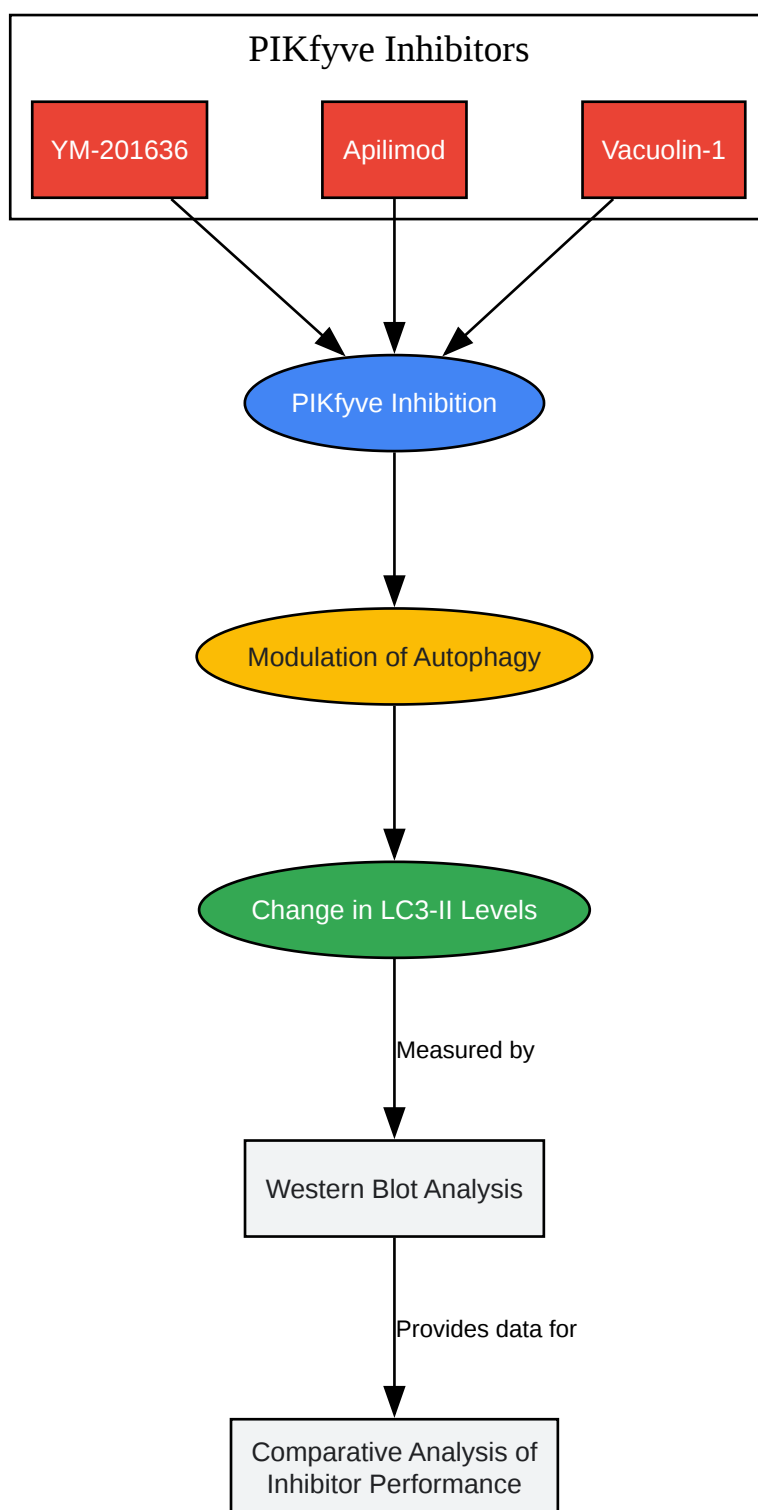 PIKfyve Inhibitors
YM-201636
Apilimod
Vacuolin-1
PIKfyve Inhibition
Modulation of Autophagy
Change in LC3-II Levels
Measured by
Western Blot Analysis
Provides data for
Comparative Analysis of
Inhibitor Performance